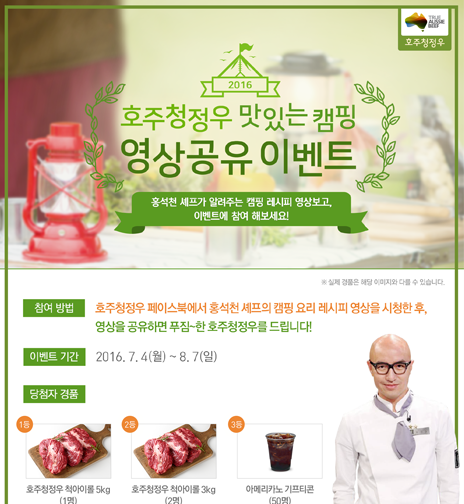 TRUE
AUSSIE
BEEF
호주청정우
2016
호주청정우 맛있는 캠핑
영상공유 이벤트
홍석천 셰프가 알려주는 캠핑 레시피 영상보고,
이벤트에 참여 해보세요!
※ 실제 경품은 해당 이미지와 다를 수 있습니다.
참여 방법
호주청정우 페이스북에서 홍석천 셰프의 캠핑 요리 레시피 영상을 시청한 후,
영상을 공유하면 푸짐~한 호주청정우를 드립니다!
이벤트 기간
2016. 7. 4(월) ~ 8. 7(일)
당첨자 경품
1등
2등
3등
호주청정우 척아이롤 5kg
(1명)
호주청정우 척아이롤 3kg
(2명)
아메리카노 기프티콘
(50명)